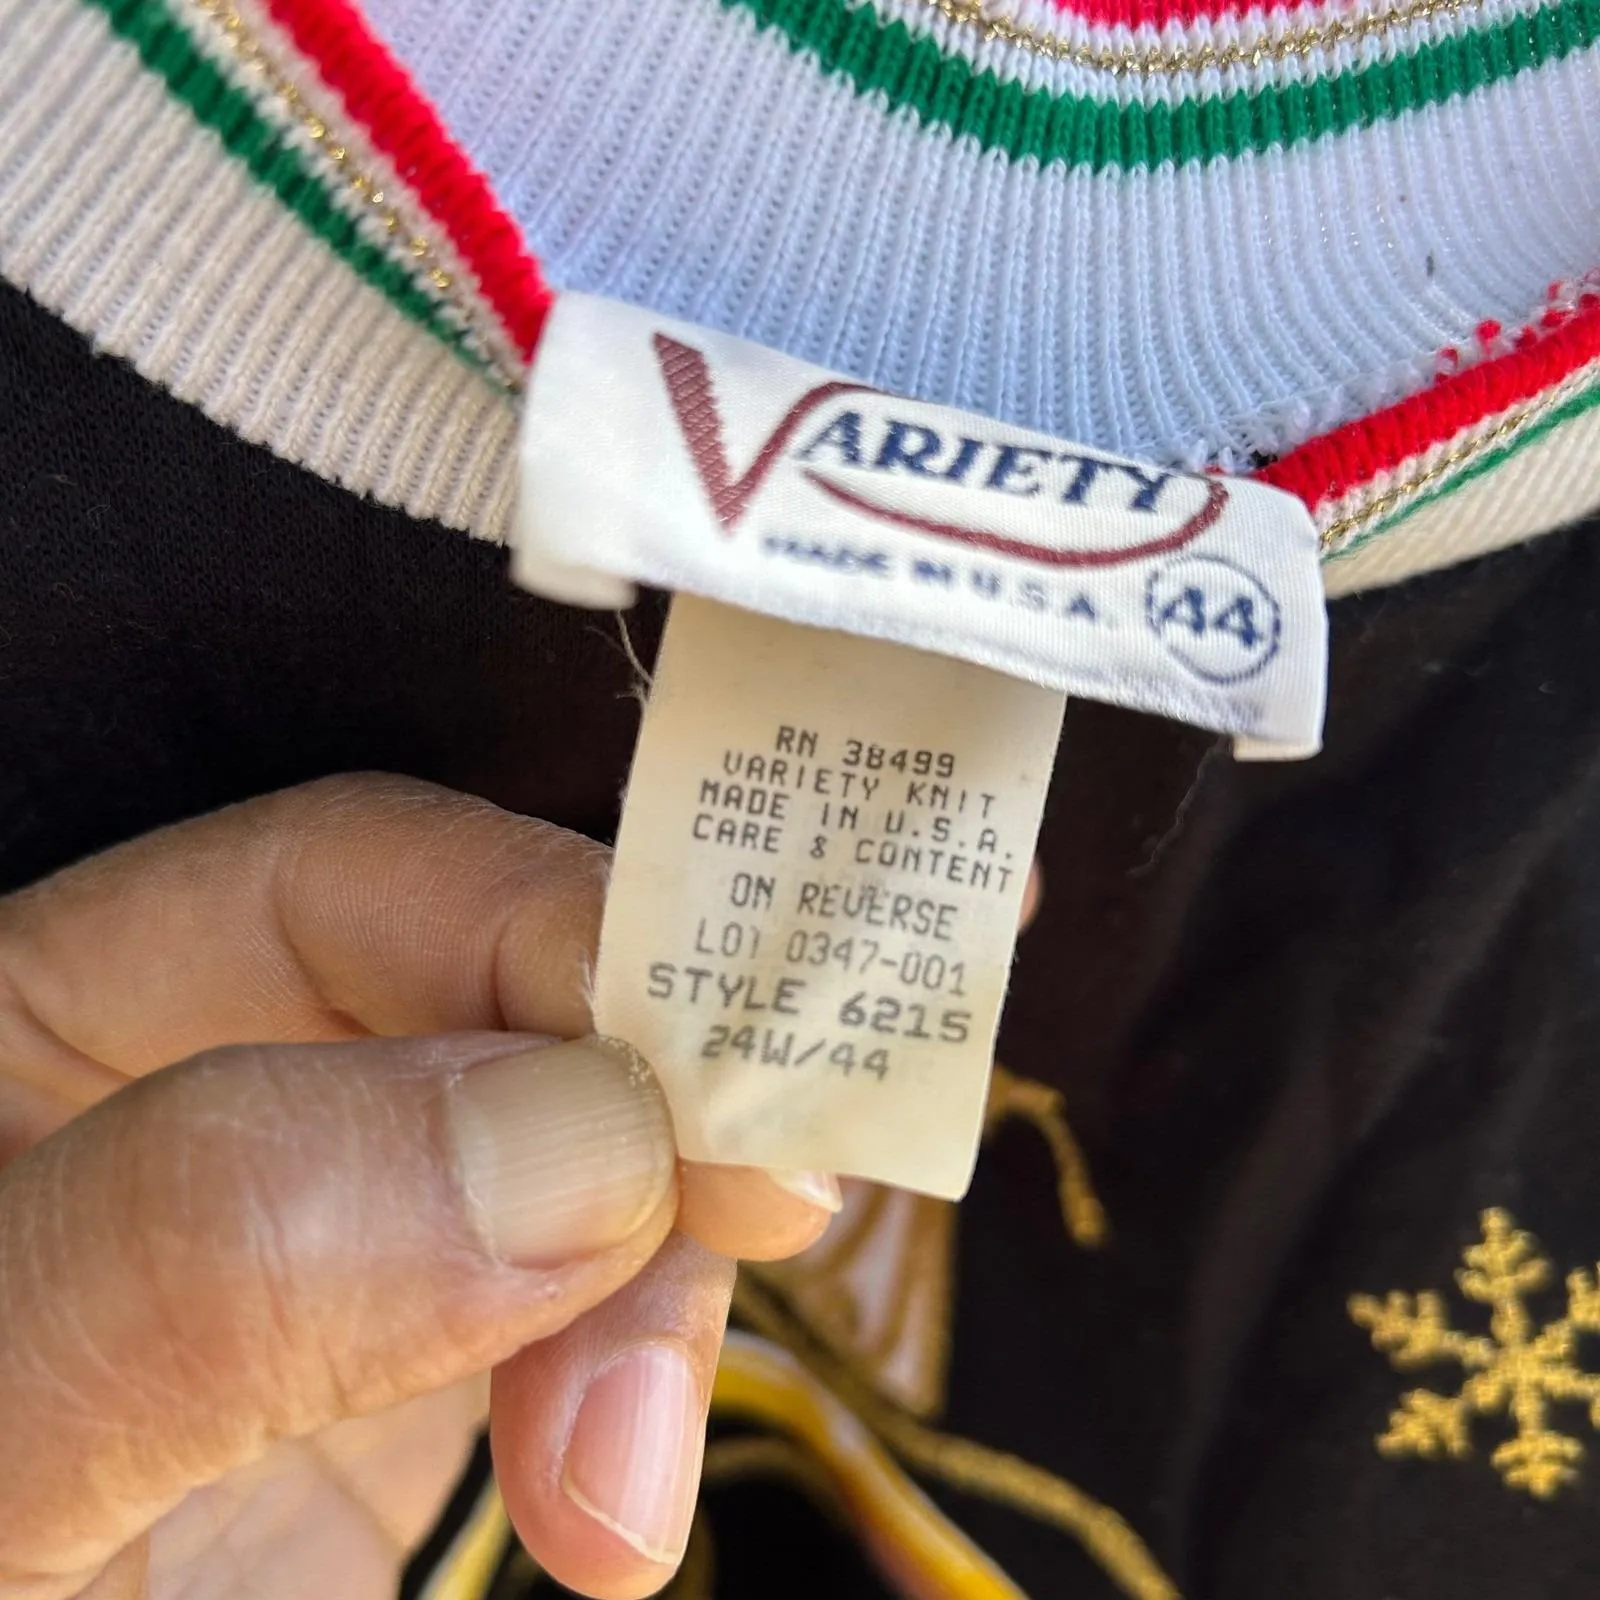 VARIETY
MADE IN U.S.A.
44
RN 38499
VARIETY KNIT
MADE IN U.S.A.
CARE & CONTENT
ON REVERSE
LOT 0347-001
STYLE 6215
24W/44